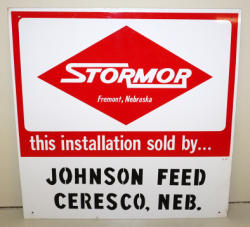 STORMOR
Fremont, Nebraska
this installation sold by...
JOHNSON FEED
CERESCO, NEB.